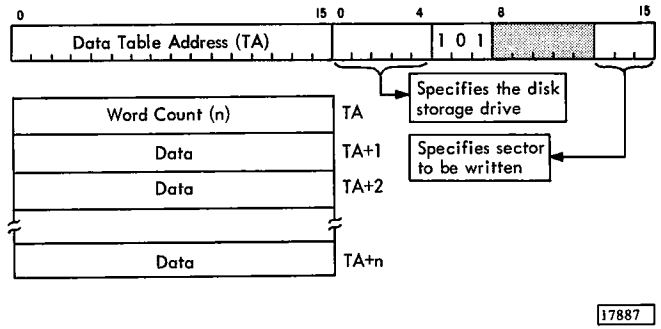 0 15 0 4 8 15
Data Table Address (TA) 1 0 1
Specifies the disk
storage drive
Word Count (n) TA
Specifies sector
to be written
Data TA+1
Data TA+2
Data TA+n
17887